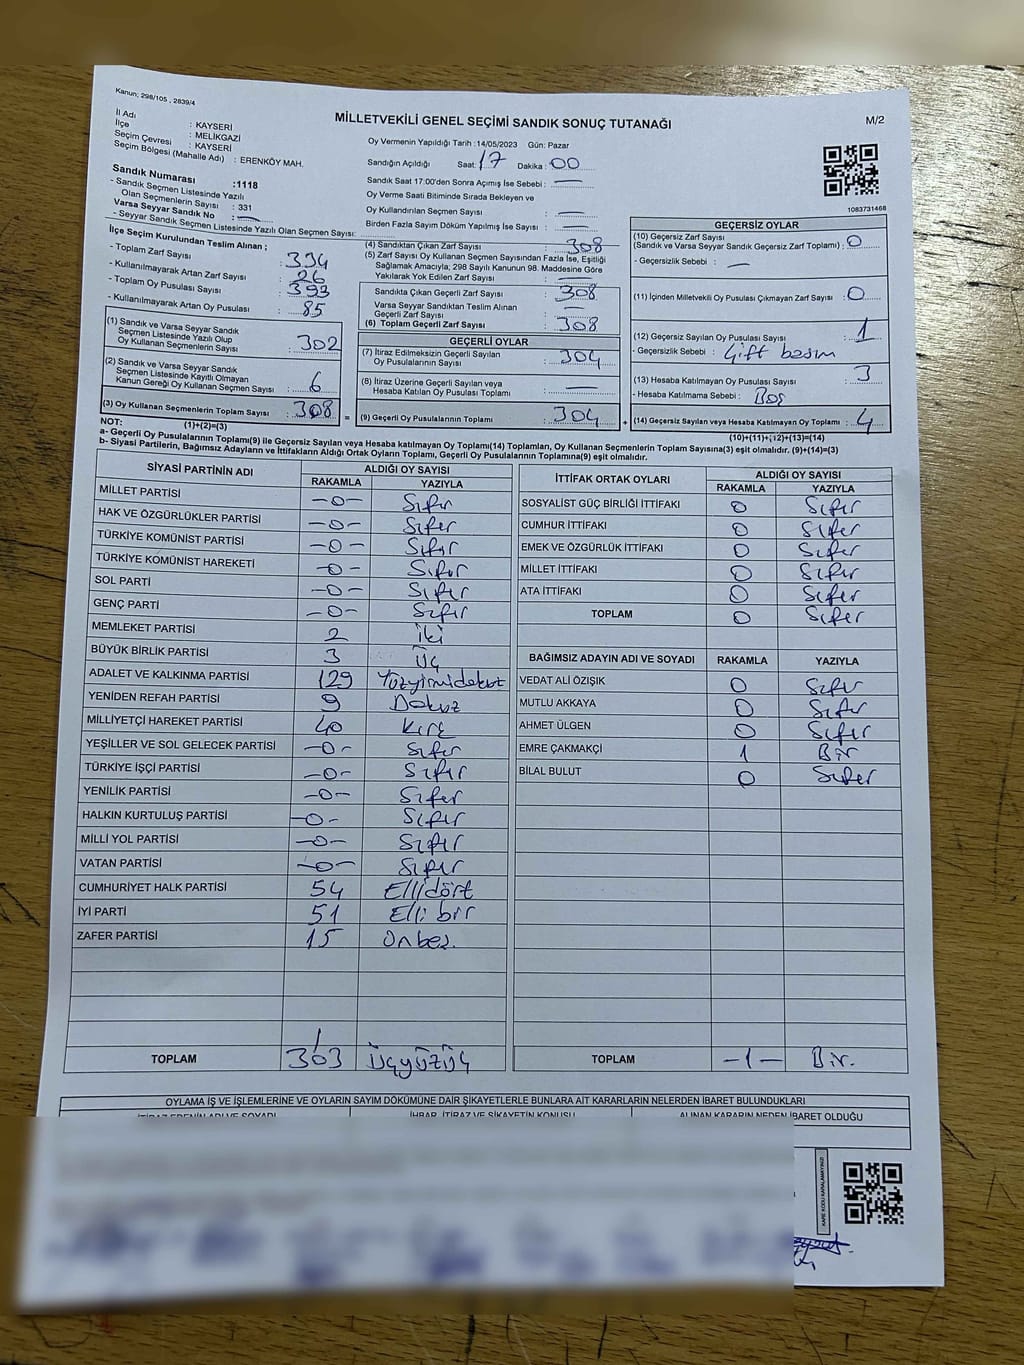 Kanun; 298/105 , 2839/4
MİLLETVEKİLİ GENEL SEÇİMİ SANDIK SONUÇ TUTANAĞI
M/2
İl Adı : KAYSERİ
İlçe : MELİKGAZİ
Seçim Çevresi : KAYSERİ
Seçim Bölgesi (Mahalle Adı) : ERENKÖY MAH.
Sandık Numarası :1118
- Sandık Seçmen Listesinde Yazılı
Olan Seçmenlerin Sayısı : 331
Varsa Seyyar Sandık No : —
- Seyyar Sandık Seçmen Listesinde Yazılı Olan Seçmen Sayısı:
Oy Vermenin Yapıldığı Tarih :14/05/2023 Gün: Pazar
Sandığın Açıldığı Saat: 17 Dakika: 00
Sandık Saat 17:00'den Sonra Açılmış İse Sebebi : —
Oy Verme Saati Bitiminde Sırada Bekleyen ve
Oy Kullandırılan Seçmen Sayısı : —
Birden Fazla Sayım Döküm Yapılmış İse Sayısı : —
1083731468
İlçe Seçim Kurulundan Teslim Alınan ;
- Toplam Zarf Sayısı : 334
- Kullanılmayarak Artan Zarf Sayısı : 26
- Toplam Oy Pusulası Sayısı : 393
- Kullanılmayarak Artan Oy Pusulası : 85
(1) Sandık ve Varsa Seyyar Sandık
Seçmen Listesinde Yazılı Olup
Oy Kullanan Seçmenlerin Sayısı : 302
(2) Sandık ve Varsa Seyyar Sandık
Seçmen Listesinde Kayıtlı Olmayan
Kanun Gereği Oy Kullanan Seçmen Sayısı : 6
(3) Oy Kullanan Seçmenlerin Toplam Sayısı : 308
(1)+(2)=(3)
(4) Sandıktan Çıkan Zarf Sayısı : 308
(5) Zarf Sayısı Oy Kullanan Seçmen Sayısından Fazla İse, Eşitliği
Sağlamak Amacıyla; 298 Sayılı Kanunun 98. Maddesine Göre
Yakılarak Yok Edilen Zarf Sayısı : —
Sandıkta Çıkan Geçerli Zarf Sayısı : 308
Varsa Seyyar Sandıktan Teslim Alınan
Geçerli Zarf Sayısı : —
(6) Toplam Geçerli Zarf Sayısı : 308
GEÇERLİ OYLAR
(7) İtiraz Edilmeksizin Geçerli Sayılan
Oy Pusulalarının Sayısı : 304
(8) İtiraz Üzerine Geçerli Sayılan veya
Hesaba Katılan Oy Pusulası Toplamı : —
= (9) Geçerli Oy Pusulalarının Toplamı : 304 +
GEÇERSİZ OYLAR
(10) Geçersiz Zarf Sayısı
(Sandık ve Varsa Seyyar Sandık Geçersiz Zarf Toplamı) : 0
- Geçersizlik Sebebi : —
(11) İçinden Milletvekili Oy Pusulası Çıkmayan Zarf Sayısı : 0
(12) Geçersiz Sayılan Oy Pusulası Sayısı : 1
- Geçersizlik Sebebi : Çift basım
(13) Hesaba Katılmayan Oy Pusulası Sayısı : 3
- Hesaba Katılmama Sebebi : Boş
(14) Geçersiz Sayılan veya Hesaba Katılmayan Oy Toplamı : 4
(10)+(11)+(12)+(13)=(14)
NOT:
a- Geçerli Oy Pusulalarının Toplamı(9) ile Geçersiz Sayılan veya Hesaba katılmayan Oy Toplamı(14) Toplamları, Oy Kullanan Seçmenlerin Toplam Sayısına(3) eşit olmalıdır. (9)+(14)=(3)
b- Siyasi Partilerin, Bağımsız Adayların ve İttifakların Aldığı Ortak Oyların Toplamı, Geçerli Oy Pusulalarının Toplamına(9) eşit olmalıdır.
SİYASİ PARTİNİN ADI ALDIĞI OY SAYISI
RAKAMLA YAZIYLA
MİLLET PARTİSİ -0- Sıfır
HAK VE ÖZGÜRLÜKLER PARTİSİ -0- Sıfır
TÜRKİYE KOMÜNİST PARTİSİ -0- Sıfır
TÜRKİYE KOMÜNİST HAREKETİ -0- Sıfır
SOL PARTİ -0- Sıfır
GENÇ PARTİ -0- Sıfır
MEMLEKET PARTİSİ 2 iki
BÜYÜK BİRLİK PARTİSİ 3 Üç
ADALET VE KALKINMA PARTİSİ 129 Yüzyirmidokuz
YENİDEN REFAH PARTİSİ 9 Dokuz
MİLLİYETÇİ HAREKET PARTİSİ 40 Kırk
YEŞİLLER VE SOL GELECEK PARTİSİ -0- Sıfır
TÜRKİYE İŞÇİ PARTİSİ -0- Sıfır
YENİLİK PARTİSİ -0- Sıfır
HALKIN KURTULUŞ PARTİSİ -0- Sıfır
MİLLİ YOL PARTİSİ -0- Sıfır
VATAN PARTİSİ -0- Sıfır
CUMHURİYET HALK PARTİSİ 54 Ellidört
İYİ PARTİ 51 Elli bir
ZAFER PARTİSİ 15 Onbeş.
TOPLAM 303 Üçyüzüç
İTTİFAK ORTAK OYLARI ALDIĞI OY SAYISI
RAKAMLA YAZIYLA
SOSYALİST GÜÇ BİRLİĞİ İTTİFAKI 0 Sıfır
CUMHUR İTTİFAKI 0 Sıfır
EMEK VE ÖZGÜRLÜK İTTİFAKI 0 Sıfır
MİLLET İTTİFAKI 0 Sıfır
ATA İTTİFAKI 0 Sıfır
TOPLAM 0 Sıfır
BAĞIMSIZ ADAYIN ADI VE SOYADI RAKAMLA YAZIYLA
VEDAT ALİ ÖZIŞIK 0 Sıfır
MUTLU AKKAYA 0 Sıfır
AHMET ÜLGEN 0 Sıfır
EMRE ÇAKMAKÇİ 1 Bir
BİLAL BULUT 0 Sıfır
TOPLAM -1- Bir.
OYLAMA İŞ VE İŞLEMLERİNE VE OYLARIN SAYIM DÖKÜMÜNE DAİR ŞİKAYETLERLE BUNLARA AİT KARARLARIN NELERDEN İBARET BULUNDUKLARI
İTİRAZ EDENİN ADI VE SOYADI İHBAR, İTİRAZ VE ŞİKAYETİN KONUSU ALINAN KARARIN NEDEN İBARET OLDUĞU
KARE KODU KARALAMAYINIZ!